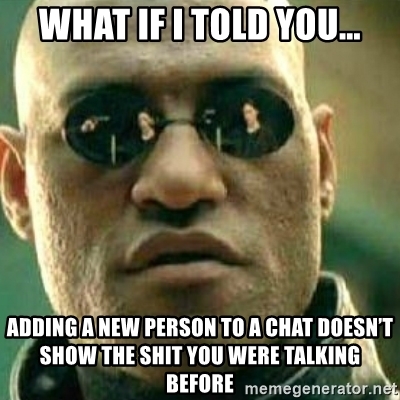 WHAT IF I TOLD YOU...
ADDING A NEW PERSON TO A CHAT DOESN'T
SHOW THE SHIT YOU WERE TALKING
BEFORE
memegenerator.net